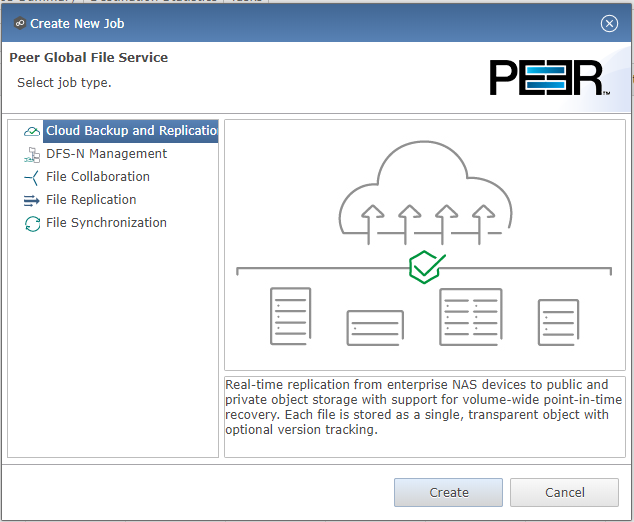 Create New Job
Peer Global File Service
Select job type.
PEER™
Cloud Backup and Replication
DFS-N Management
File Collaboration
File Replication
File Synchronization
Real-time replication from enterprise NAS devices to public and
private object storage with support for volume-wide point-in-time
recovery. Each file is stored as a single, transparent object with
optional version tracking.
Create
Cancel